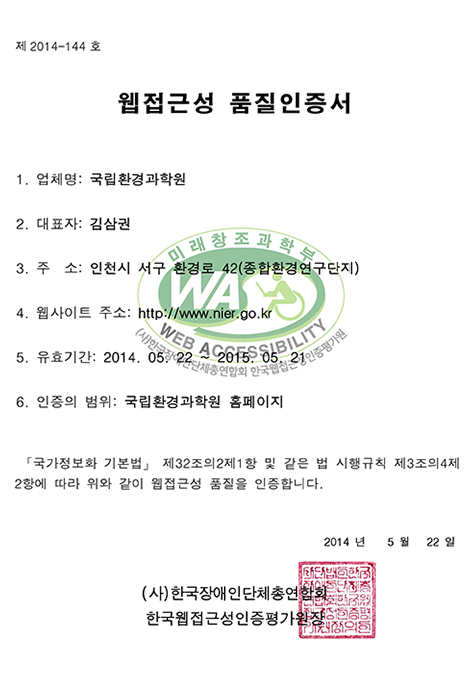 제 2014-144 호
웹접근성 품질인증서
1. 업체명: 국립환경과학원
2. 대표자: 김삼권
미래창조과학부
3. 주 소: 인천시 서구 환경로 42(종합환경연구단지)
WA
4. 웹사이트 주소: http://www.nier.go.kr
WEB ACCESSIBILITY
(사)한국장애인단체총연합회 한국웹접근성인증평가원
5. 유효기간: 2014. 05. 22 ~ 2015. 05. 21
6. 인증의 범위: 국립환경과학원 홈페이지
「국가정보화 기본법」 제32조의2제1항 및 같은 법 시행규칙 제3조의4제
2항에 따라 위와 같이 웹접근성 품질을 인증합니다.
2014 년 5 월 22 일
(사)한국장애인단체총연합회
한국웹접근성인증평가원장